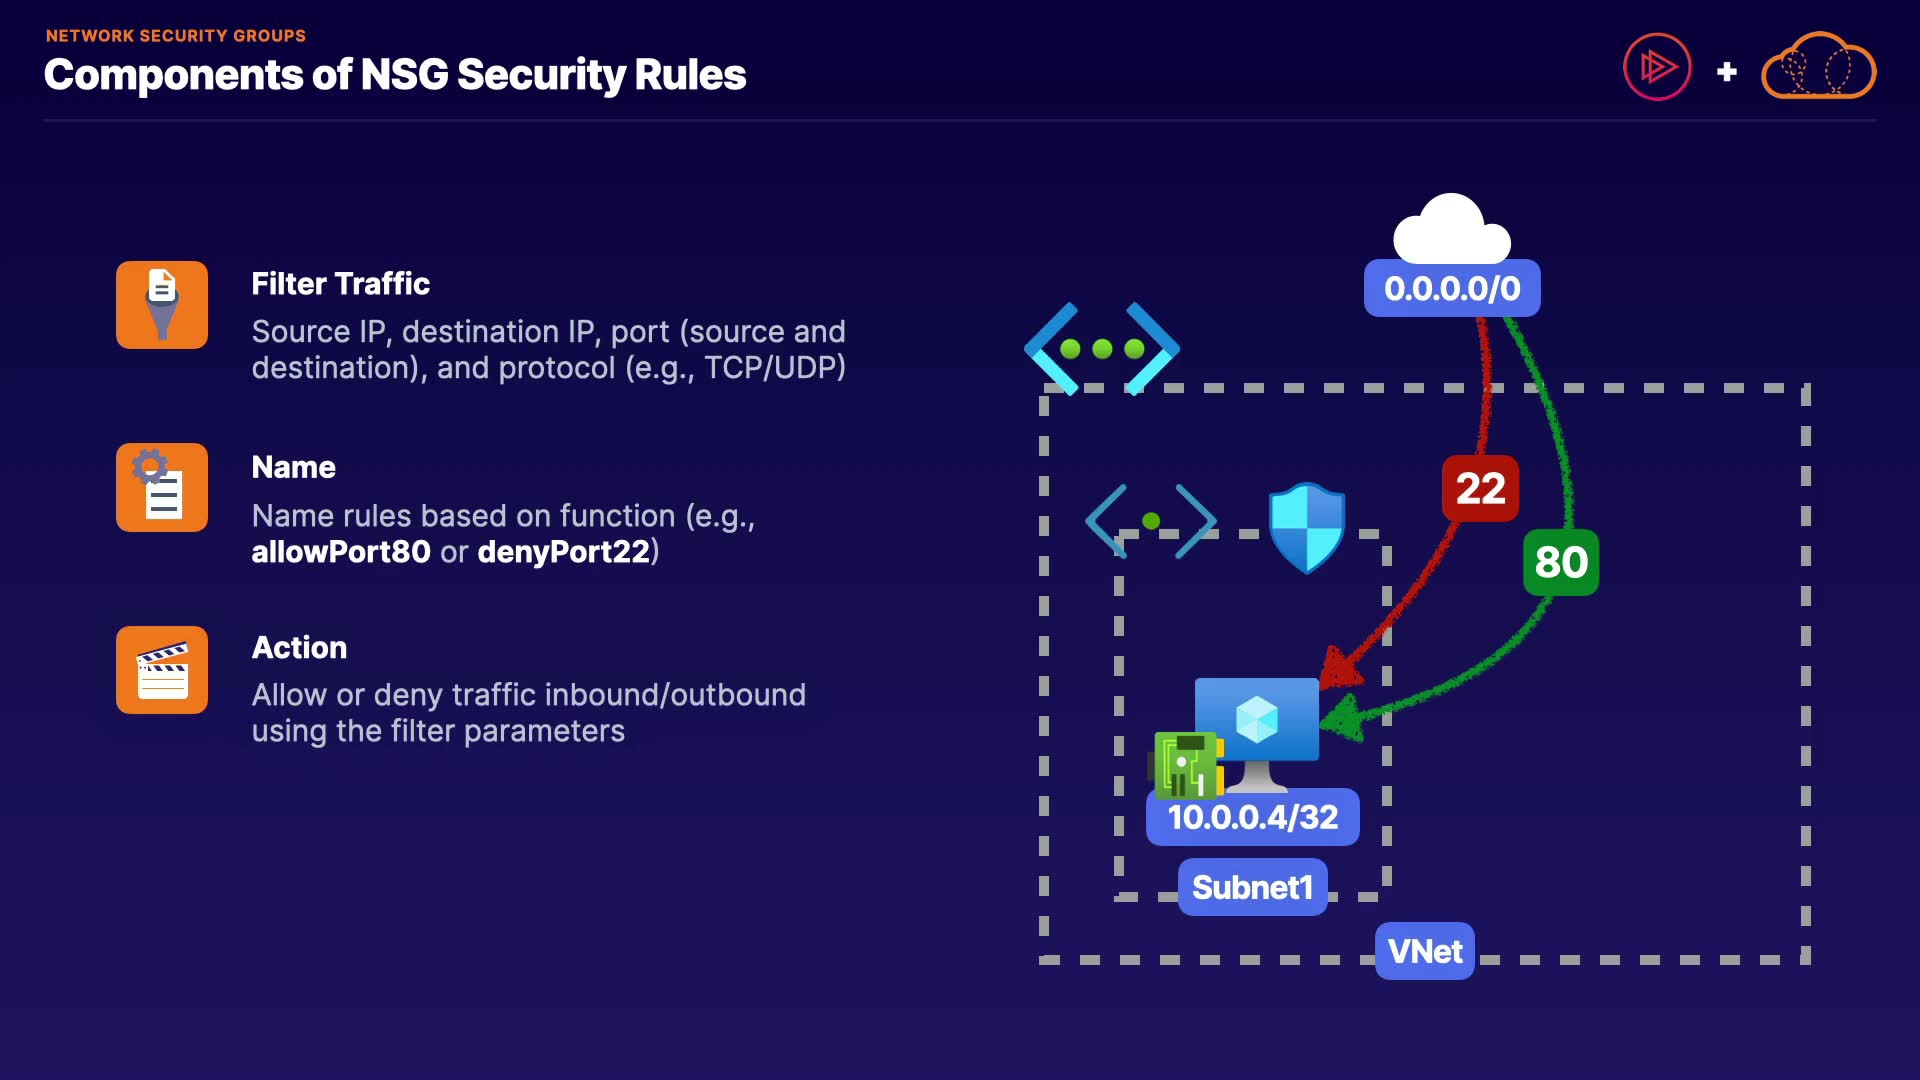 NETWORK SECURITY GROUPS
Components of NSG Security Rules
Filter Traffic
Source IP, destination IP, port (source and
destination), and protocol (e.g., TCP/UDP)
Name
Name rules based on function (e.g.,
allowPort80 or denyPort22)
Action
Allow or deny traffic inbound/outbound
using the filter parameters
0.0.0.0/0
22
80
10.0.0.4/32
Subnet1
VNet